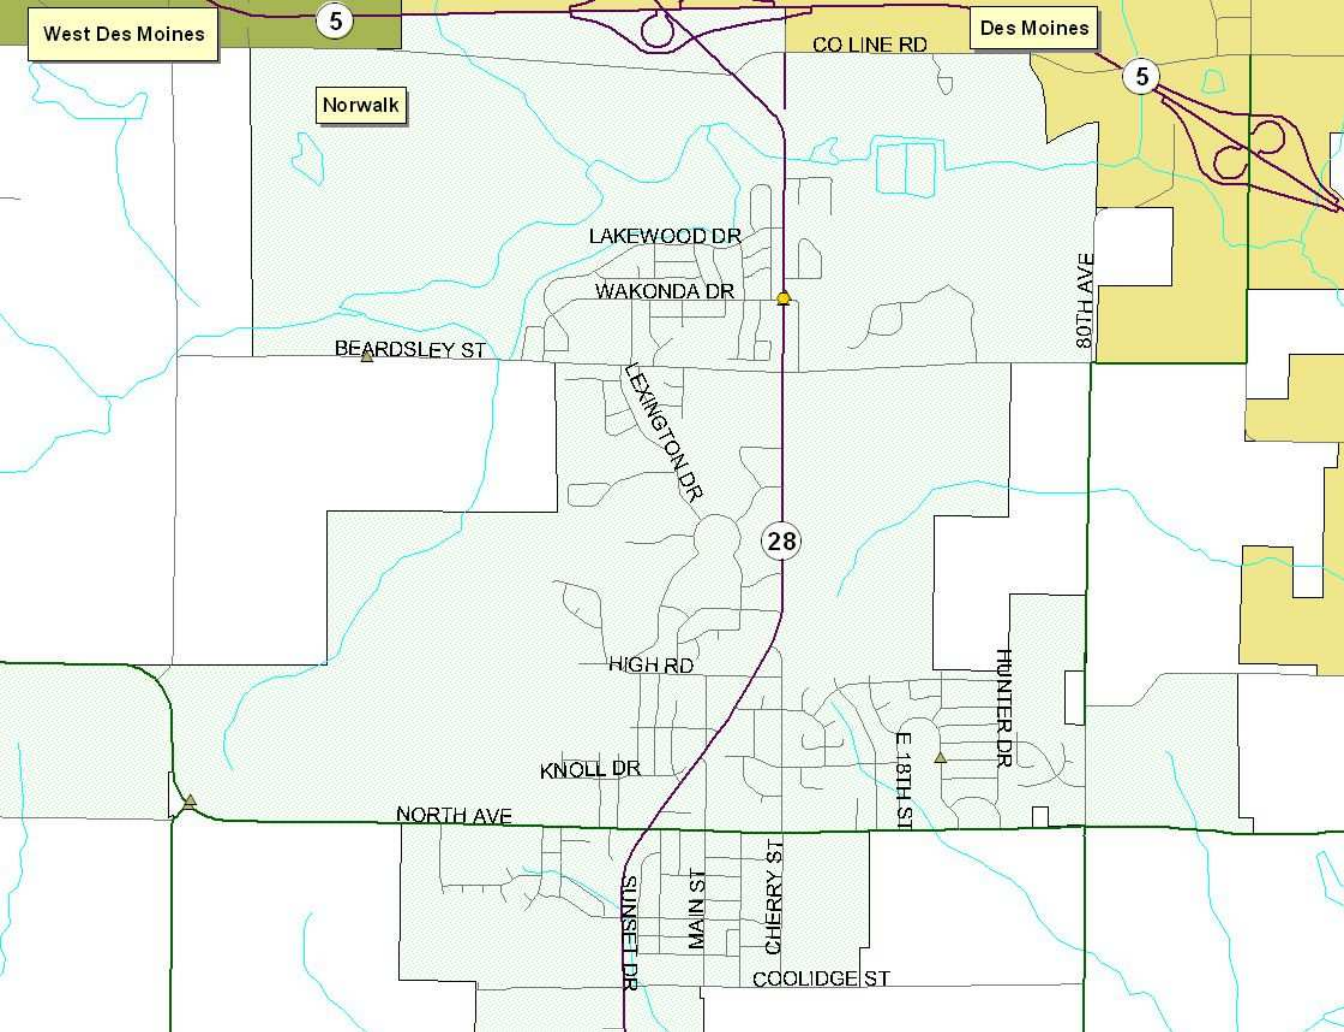 West Des Moines
5
Des Moines
CO LINE RD
5
Norwalk
LAKEWOOD DR
WAKONDA DR
80TH AVE
BEARDSLEY ST
LEXINGTON DR
28
HIGH RD
HUNTER DR
E 18TH ST
KNOLL DR
NORTH AVE
SUNSET DR
MAIN ST
CHERRY ST
COOLIDGE ST